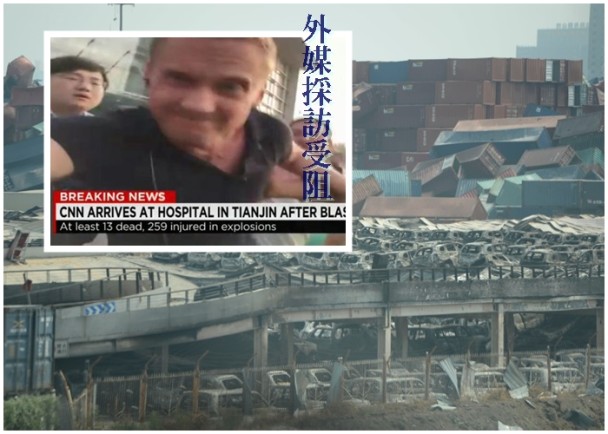 外媒採訪受阻
BREAKING NEWS
CNN ARRIVES AT HOSPITAL IN TIANJIN AFTER BLAS
At least 13 dead, 259 injured in explosions